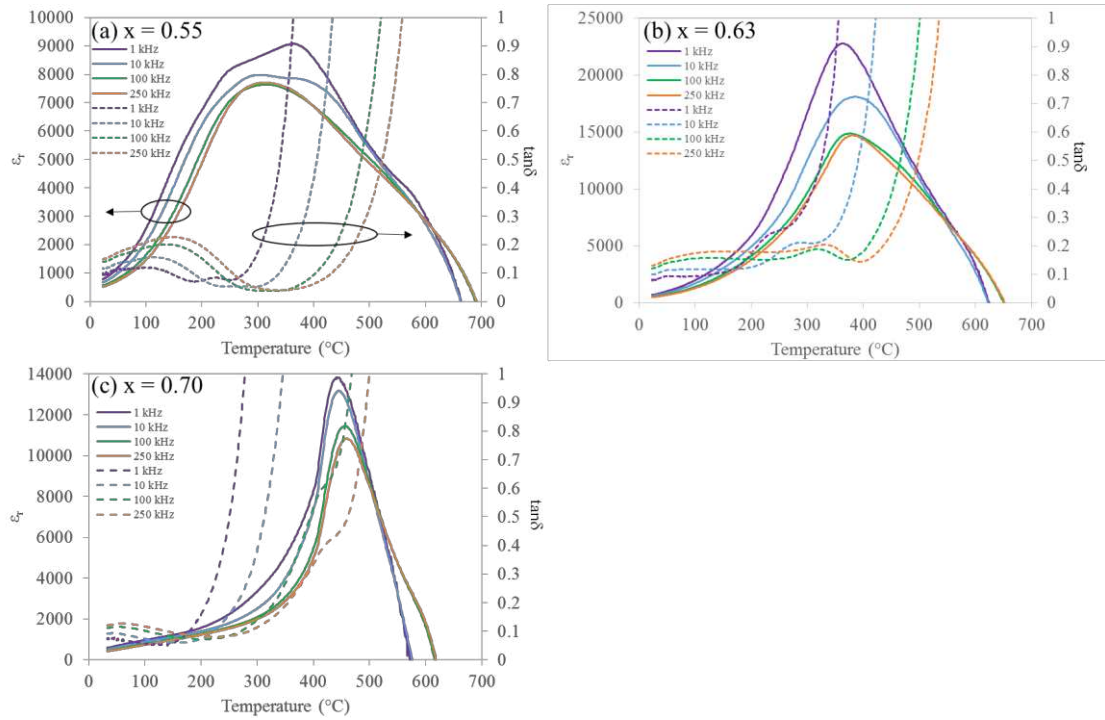 (a) x = 0.55
10000
9000
8000
7000
6000
5000
4000
3000
2000
1000
0
εr
1 kHz
10 kHz
100 kHz
250 kHz
1 kHz
10 kHz
100 kHz
250 kHz
1
0.9
0.8
0.7
0.6
0.5
0.4
0.3
0.2
0.1
0
tanδ
0 100 200 300 400 500 600 700
Temperature (°C)
(b) x = 0.63
25000
20000
15000
10000
5000
0
εr
1 kHz
10 kHz
100 kHz
250 kHz
1 kHz
10 kHz
100 kHz
250 kHz
1
0.9
0.8
0.7
0.6
0.5
0.4
0.3
0.2
0.1
0
tanδ
0 100 200 300 400 500 600 700
Temperature (°C)
(c) x = 0.70
14000
12000
10000
8000
6000
4000
2000
0
εr
1 kHz
10 kHz
100 kHz
250 kHz
1 kHz
10 kHz
100 kHz
250 kHz
1
0.9
0.8
0.7
0.6
0.5
0.4
0.3
0.2
0.1
0
tanδ
0 100 200 300 400 500 600 700
Temperature (°C)